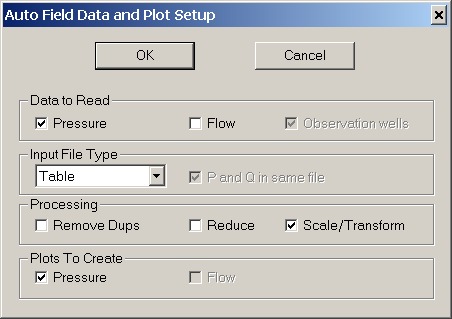 Auto Field Data and Plot Setup
OK Cancel
Data to Read
Pressure Flow Observation wells
Input File Type
Table P and Q in same file
Processing
Remove Dups Reduce Scale/Transform
Plots To Create
Pressure Flow